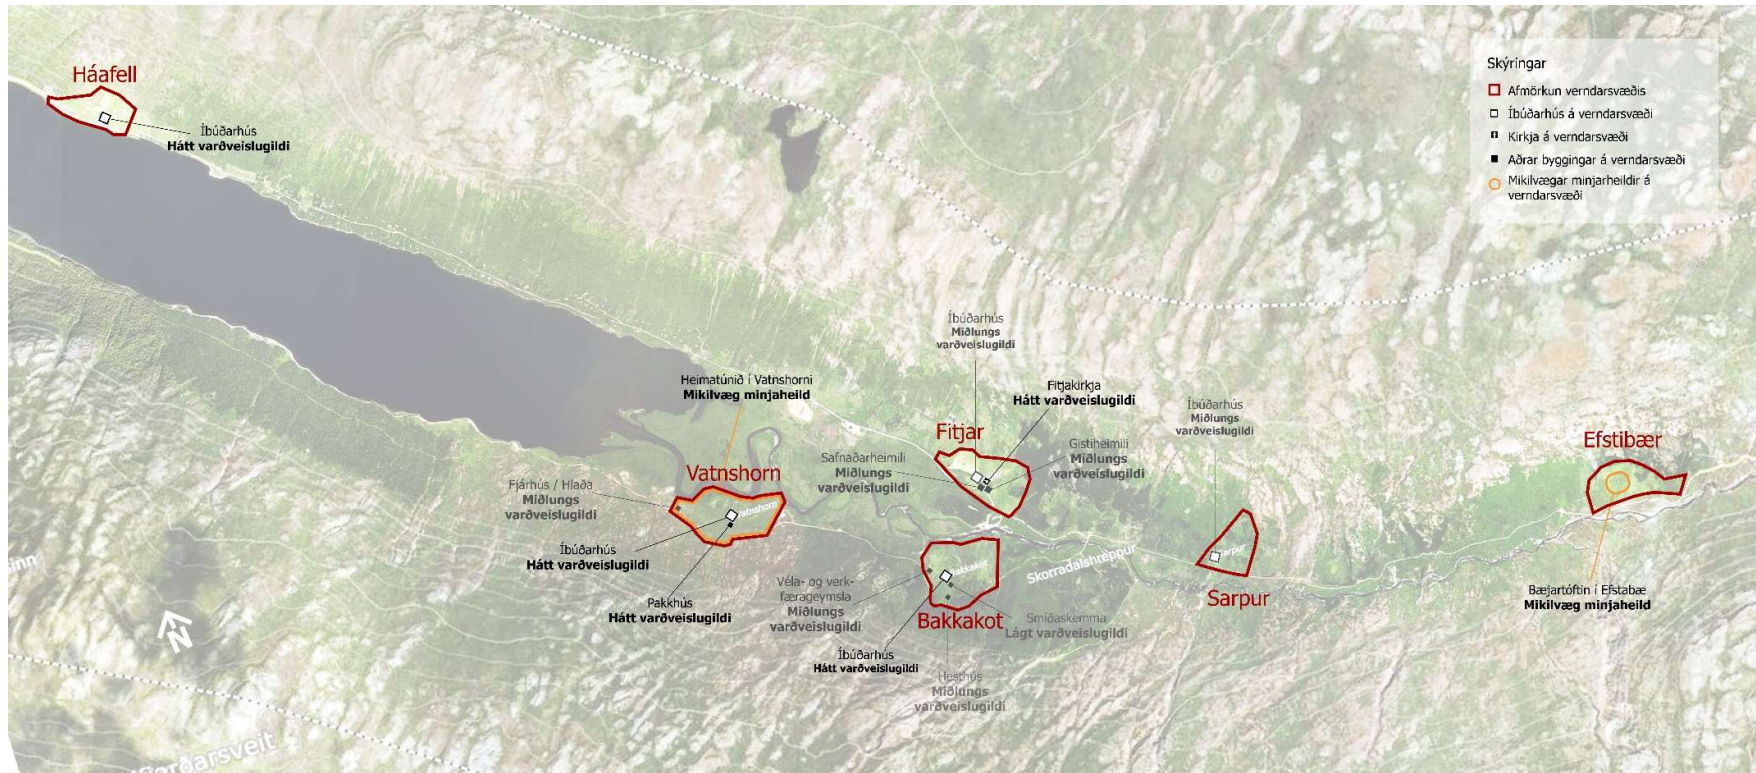 Háafell
Íbúðarhús
Hátt varðveislugildi
Skýringar
Afmörkun verndarsvæðis
Íbúðarhús á verndarsvæði
Kirkja á verndarsvæði
Aðrar byggingar á verndarsvæði
Mikilvægar minjarheildir á
verndarsvæði
Íbúðarhús
Miðlungs
varðveislugildi
Heimatúnið í Vatnshorni
Mikilvæg minjaheild
Fitjakirkja
Hátt varðveislugildi
Íbúðarhús
Miðlungs
varðveislugildi
Fitjar
Gistiheimili
Miðlungs
varðveislugildi
Safnaðarheimili
Miðlungs
varðveislugildi
Efstibær
Vatnshorn
Fjárhús / Hlaða
Miðlungs
varðveislugildi
Vatnshorn
Íbúðarhús
Hátt varðveislugildi
Pakkhús
Hátt varðveislugildi
Bakkakot
Skorradalshreppur
Sarpur
Sarpur
Véla- og verk-
færageymsla
Miðlungs
varðveislugildi
Bakkakot
Smíðaskemma
Lágt varðveislugildi
Íbúðarhús
Hátt varðveislugildi
Hesthús
Miðlungs
varðveislugildi
Bæjartóftin í Efstabæ
Mikilvæg minjaheild
N